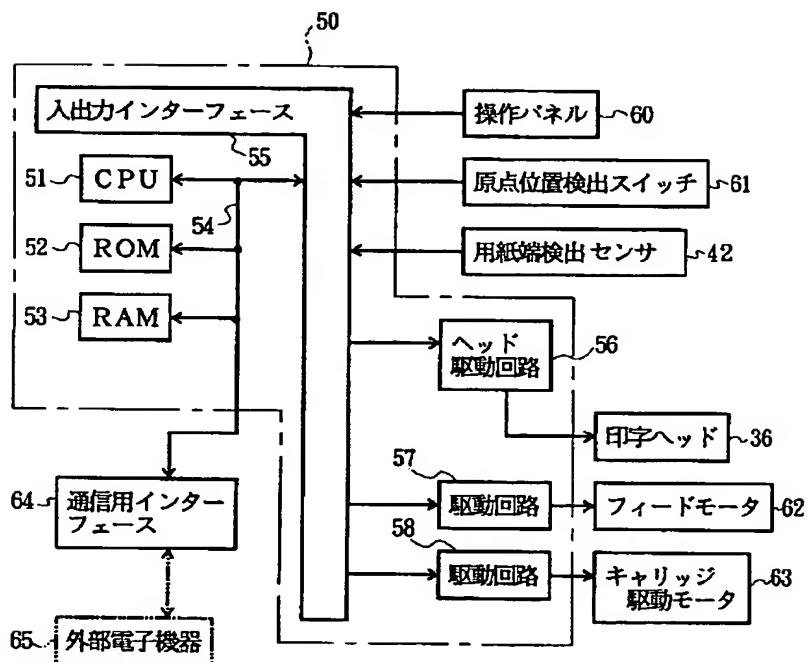 50
入出力インターフェース
55
操作パネル
60
51
CPU
原点位置検出スイッチ
61
54
52
ROM
用紙端検出センサ
42
53
RAM
ヘッド
駆動回路
56
印字ヘッド
36
57
64
通信用インター
フェース
駆動回路
フィードモータ
62
58
駆動回路
キャリッジ
駆動モータ
63
65
外部電子機器